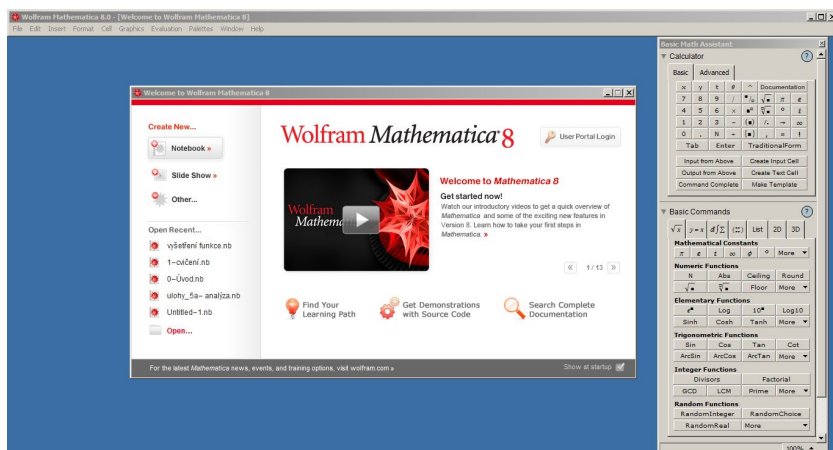 Wolfram Mathematica 8.0 - [Welcome to Wolfram Mathematica 8]
File Edit Insert Format Cell Graphics Evaluation Palettes Window Help
Welcome to Wolfram Mathematica 8
Create New...
Notebook »
Slide Show »
Other...
Open Recent...
vyšetření funkce.nb
1-cvičení.nb
0-Úvod.nb
ulohy_5a- analýza.nb
Untitled-1.nb
Open...
Wolfram Mathematica 8
User Portal Login
Wolfram
Mathema
Welcome to Mathematica 8
Get started now!
Watch our introductory videos to get a quick overview of
Mathematica and some of the exciting new features in
Version 8. Learn how to take your first steps in
Mathematica »
« 1/13 »
Find Your
Learning Path
Get Demonstrations
with Source Code
Search Complete
Documentation
For the latest Mathematica news, events, and training options, visit wolfram.com »
Show at startup
Basic Math Assistant
Calculator ?
Basic Advanced
x y t θ ^ Documentation
7 8 9 /
4 5 6 ×
1 2 3 − (▪) /. → ∞
0 . N + {▪} , = !
Tab Enter TraditionalForm
Input from Above Create Input Cell
Output from Above Create Text Cell
Command Complete Make Template
Basic Commands ?
√x y=x d∫Σ List 2D 3D
Mathematical Constants
π e i ∞ ϕ ° More
Numeric Functions
N Abs Ceiling Round
√▪ Floor More
Elementary Functions
e▪ Log 10▪ Log10
Sinh Cosh Tanh More
Trigonometric Functions
Sin Cos Tan Cot
ArcSin ArcCos ArcTan More
Integer Functions
Divisors Factorial
GCD LCM Prime More
Random Functions
RandomInteger RandomChoice
RandomReal More
100%